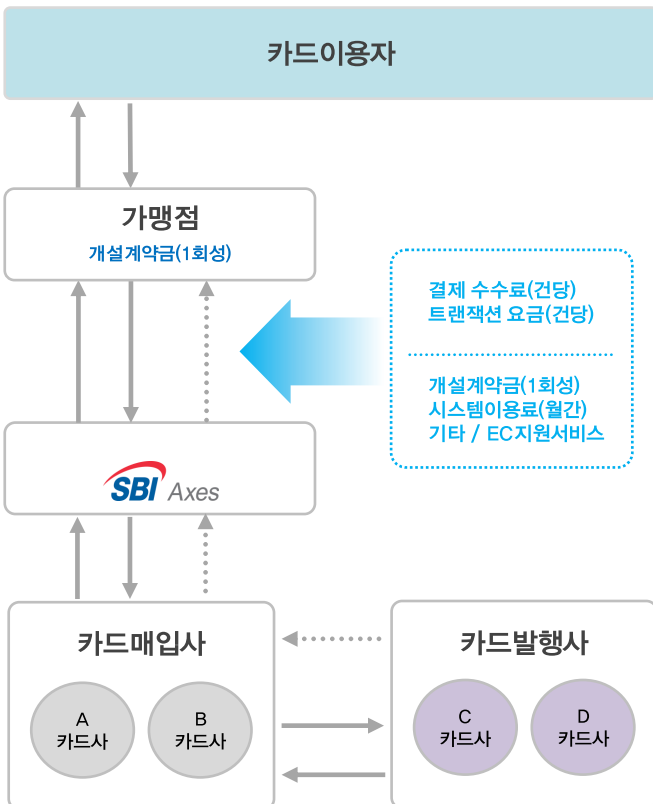 카드이용자
가맹점
개설계약금(1회성)
결제 수수료(건당)
트랜잭션 요금(건당)
개설계약금(1회성)
시스템이용료(월간)
기타 / EC지원서비스
SBI Axes
카드매입사
A
카드사
B
카드사
카드발행사
C
카드사
D
카드사